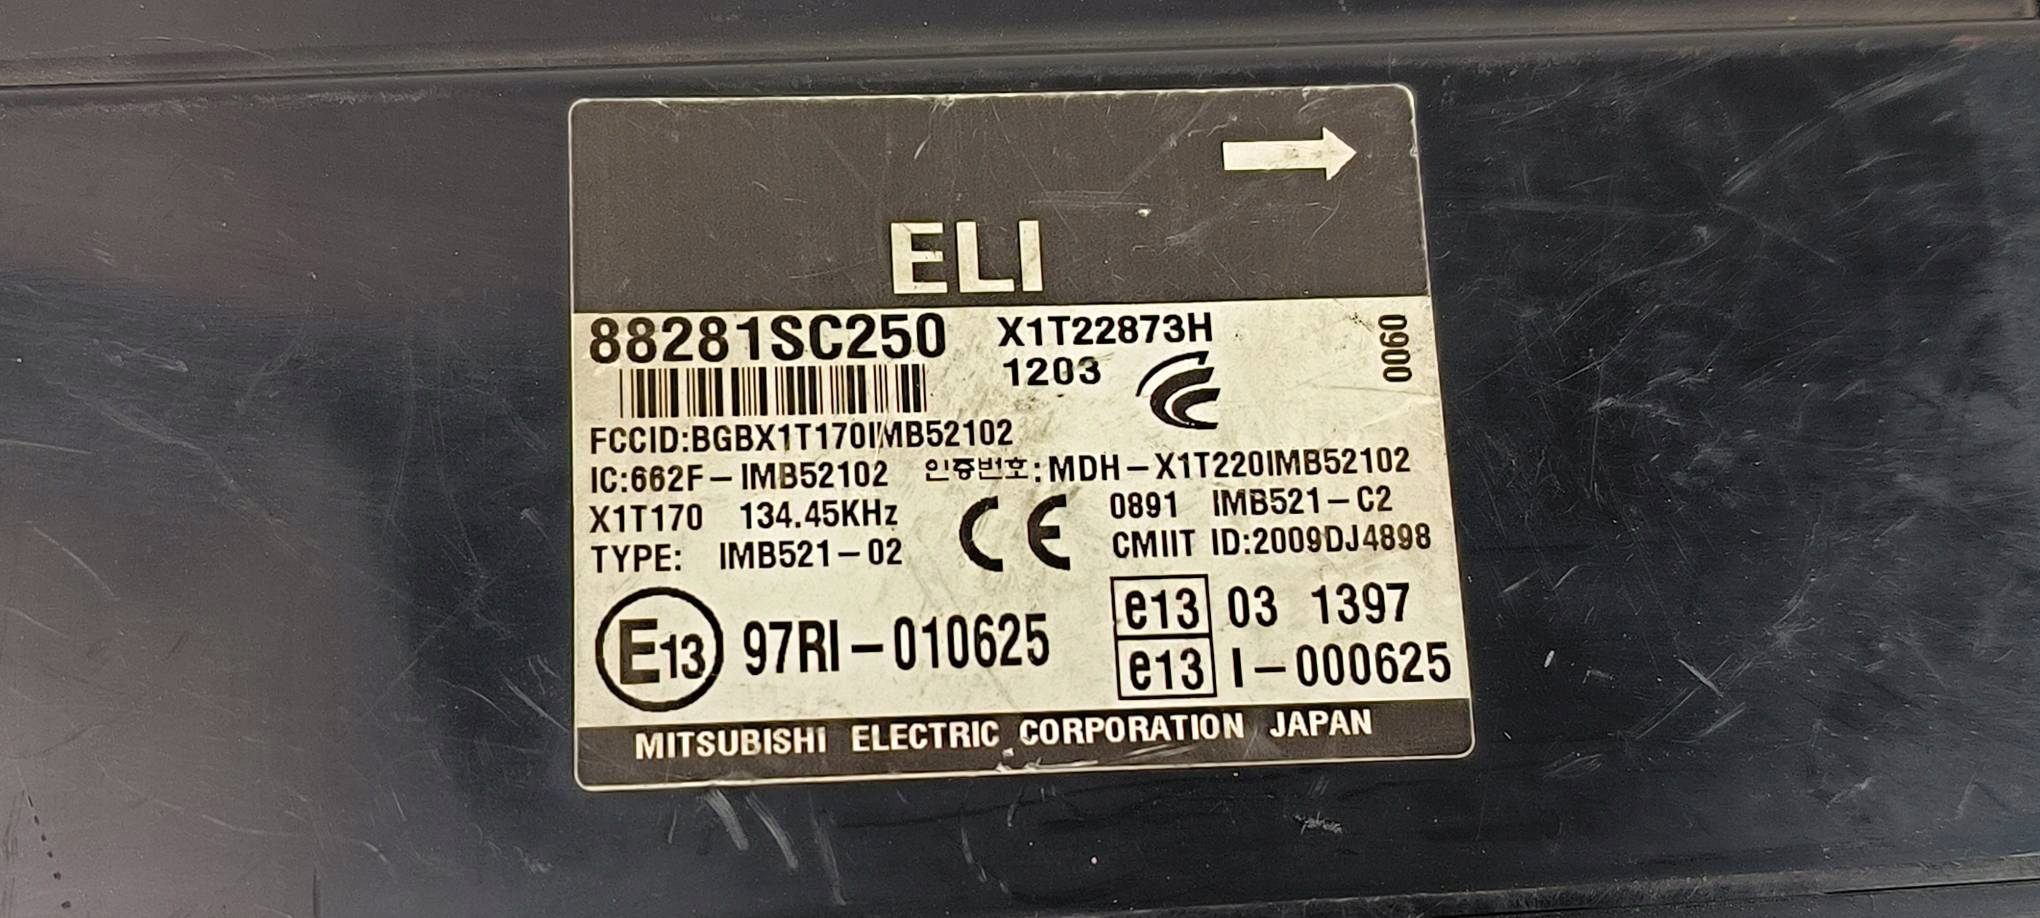 ELI
88281SC250 X1T22873H
1203
0060
FCCID:BGBX1T170IMB52102
IC:662F-IMB52102 인증번호:MDH-X1T220IMB52102
X1T170 134.45KHz CE 0891 IMB521-C2
TYPE: IMB521-02 CMIIT ID:2009DJ4898
E13 97RI-010625 e13 03 1397
e13 I-000625
MITSUBISHI ELECTRIC CORPORATION JAPAN